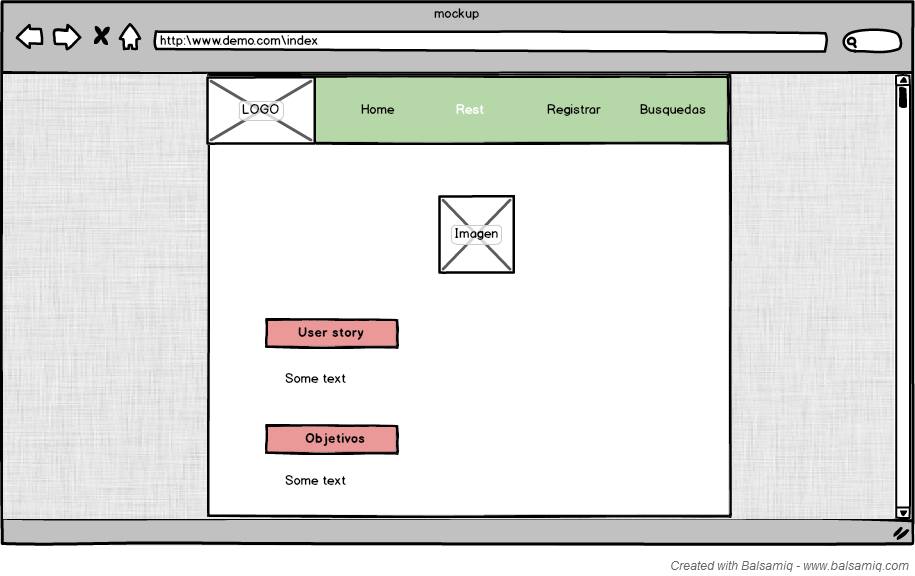 mockup
http:\www.demo.com\index
LOGO
Home Rest Registrar Busquedas
Imagen
User story
Some text
Objetivos
Some text
Created with Balsamiq - www.balsamiq.com